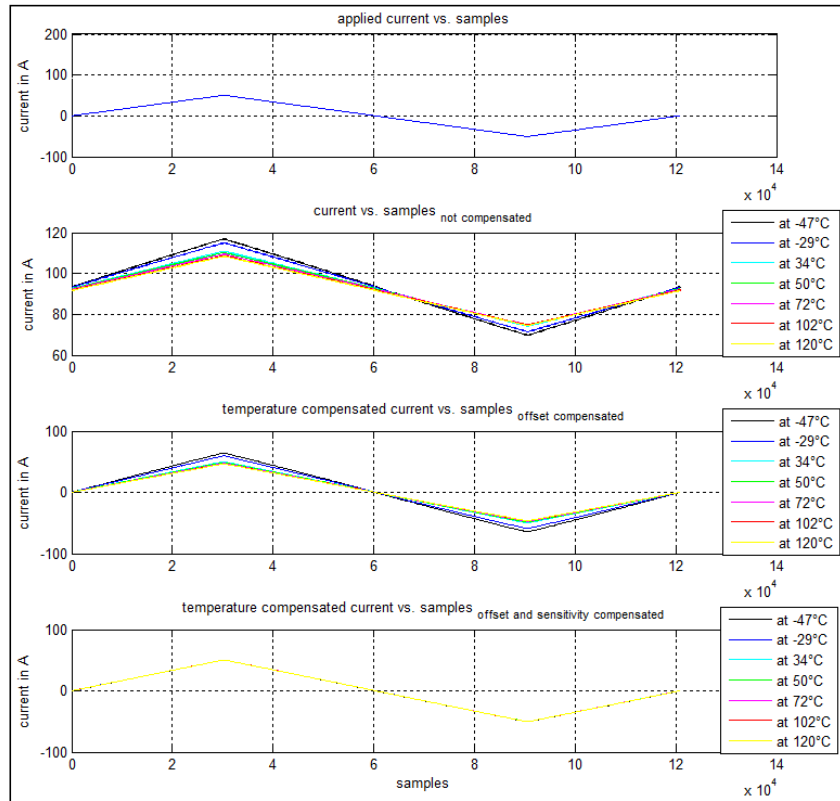 applied current vs. samples
current in A
200
100
0
-100
0 2 4 6 8 10 12 14
x 10^4
current vs. samples not compensated
current in A
120
100
80
60
0 2 4 6 8 10 12 14
x 10^4
at -47°C
at -29°C
at 34°C
at 50°C
at 72°C
at 102°C
at 120°C
temperature compensated current vs. samples offset compensated
current in A
100
0
-100
0 2 4 6 8 10 12 14
x 10^4
at -47°C
at -29°C
at 34°C
at 50°C
at 72°C
at 102°C
at 120°C
temperature compensated current vs. samples offset and sensitivity compensated
current in A
100
0
-100
0 2 4 6 8 10 12 14
samples
x 10^4
at -47°C
at -29°C
at 34°C
at 50°C
at 72°C
at 102°C
at 120°C